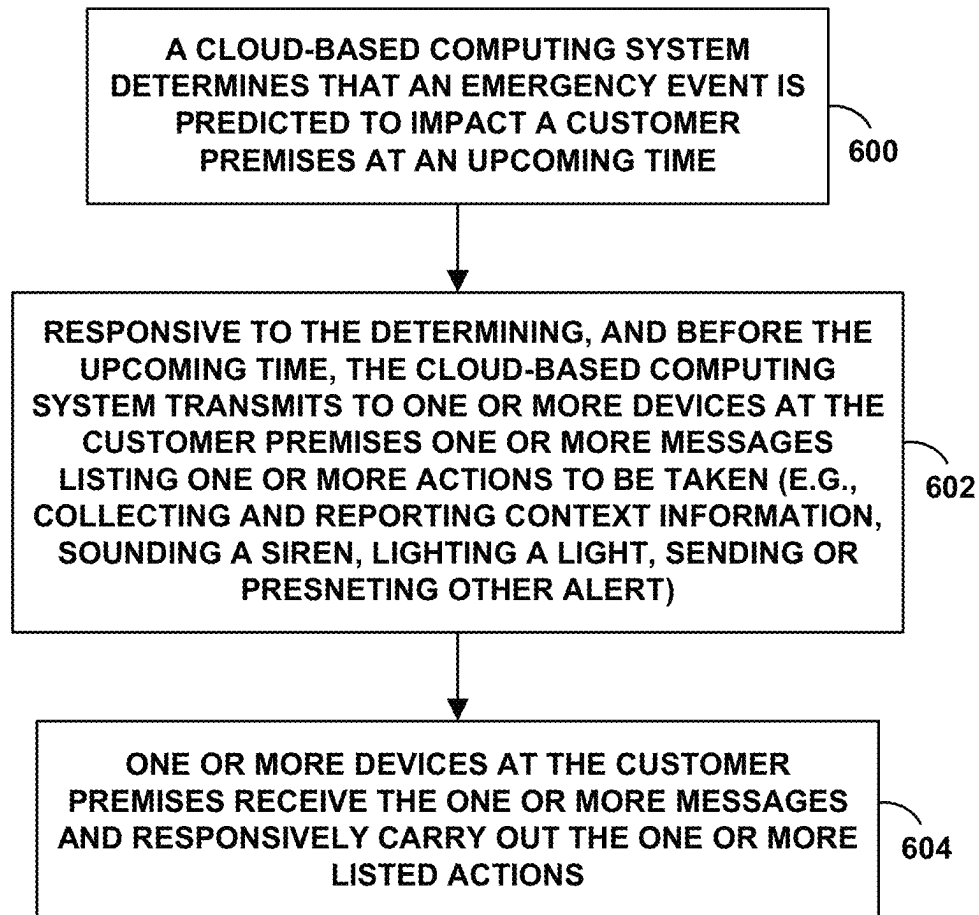 A CLOUD-BASED COMPUTING SYSTEM
DETERMINES THAT AN EMERGENCY EVENT IS
PREDICTED TO IMPACT A CUSTOMER
PREMISES AT AN UPCOMING TIME
600
RESPONSIVE TO THE DETERMINING, AND BEFORE THE
UPCOMING TIME, THE CLOUD-BASED COMPUTING
SYSTEM TRANSMITS TO ONE OR MORE DEVICES AT THE
CUSTOMER PREMISES ONE OR MORE MESSAGES
LISTING ONE OR MORE ACTIONS TO BE TAKEN (E.G.,
COLLECTING AND REPORTING CONTEXT INFORMATION,
SOUNDING A SIREN, LIGHTING A LIGHT, SENDING OR
PRESNETING OTHER ALERT)
602
ONE OR MORE DEVICES AT THE CUSTOMER
PREMISES RECEIVE THE ONE OR MORE MESSAGES
AND RESPONSIVELY CARRY OUT THE ONE OR MORE
LISTED ACTIONS
604